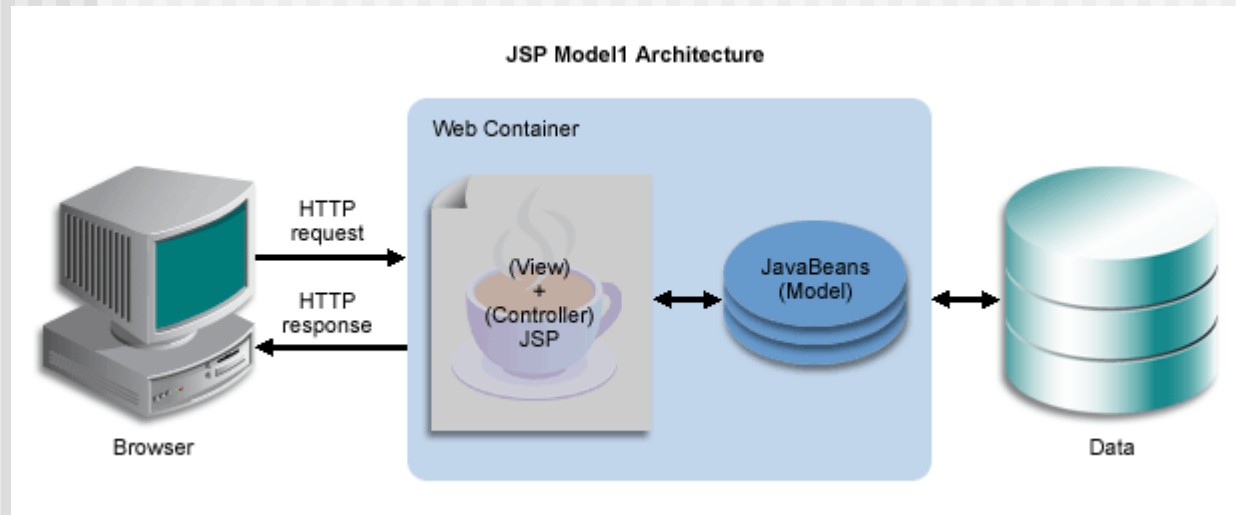 JSP Model1 Architecture
Web Container
HTTP
request
HTTP
response
(View)
+
(Controller)
JSP
JavaBeans
(Model)
Browser
Data